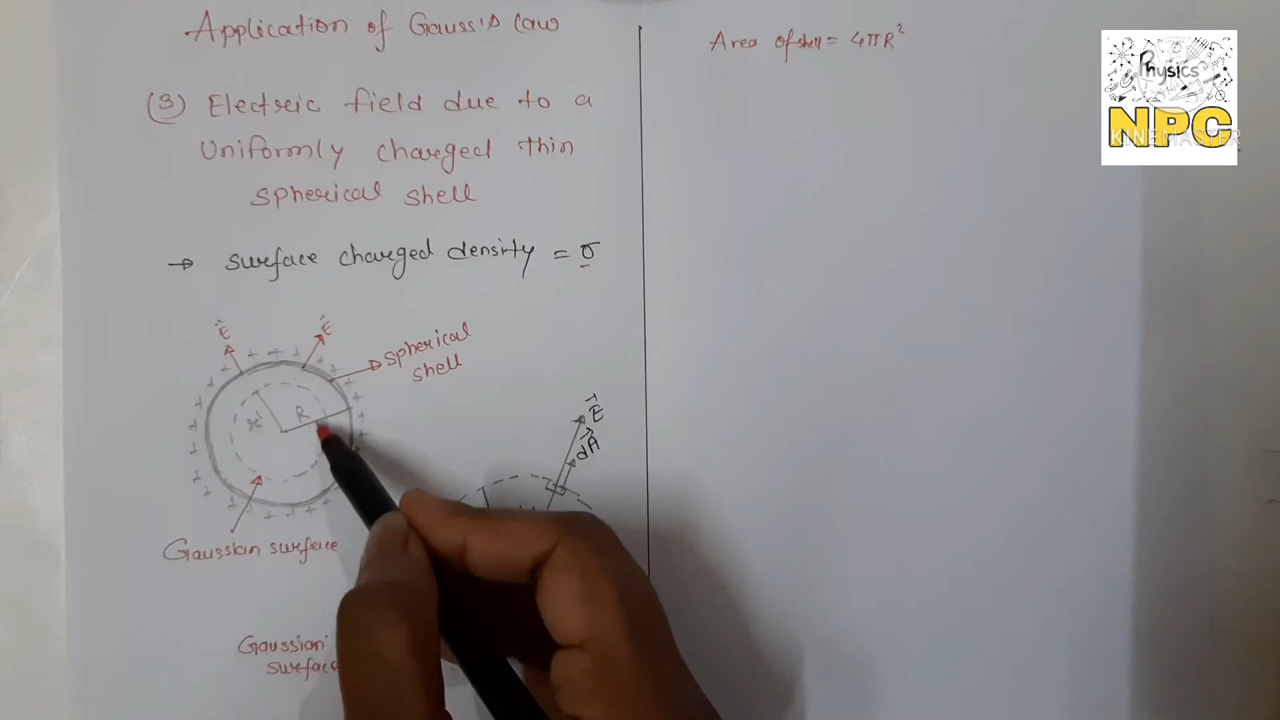 Application of Gauss's law
(3) Electric field due to a
Uniformly charged thin
spherical shell
→ surface charged density = σ
Ê
Ê
spherical
shell
R
r'
Gaussian surface
E⃗
dA⃗
Gaussian
surface
Area of shell = 4πR²
Physics
NPC
KINEMASTER